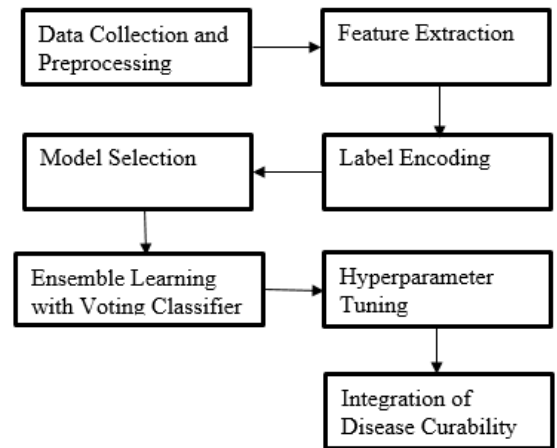 Data Collection and
Preprocessing
Feature Extraction
Label Encoding
Model Selection
Ensemble Learning
with Voting Classifier
Hyperparameter
Tuning
Integration of
Disease Curability